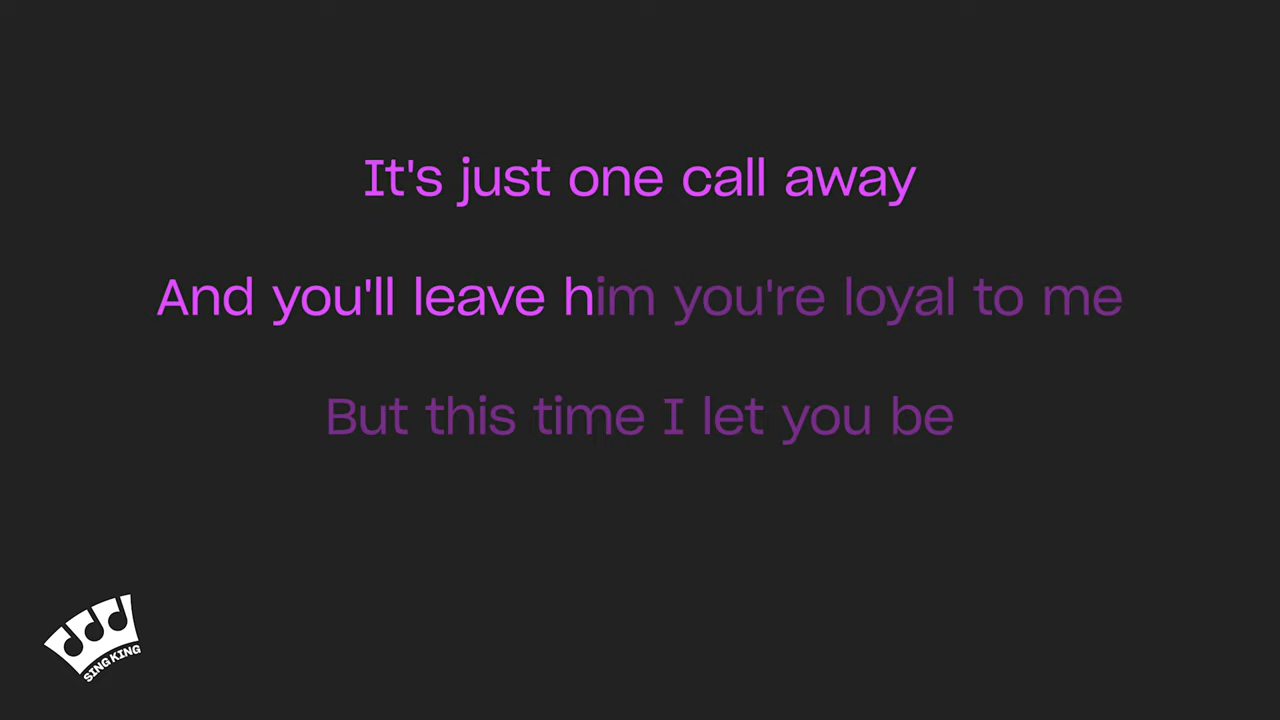 It's just one call away
And you'll leave him you're loyal to me
But this time I let you be
SING KING